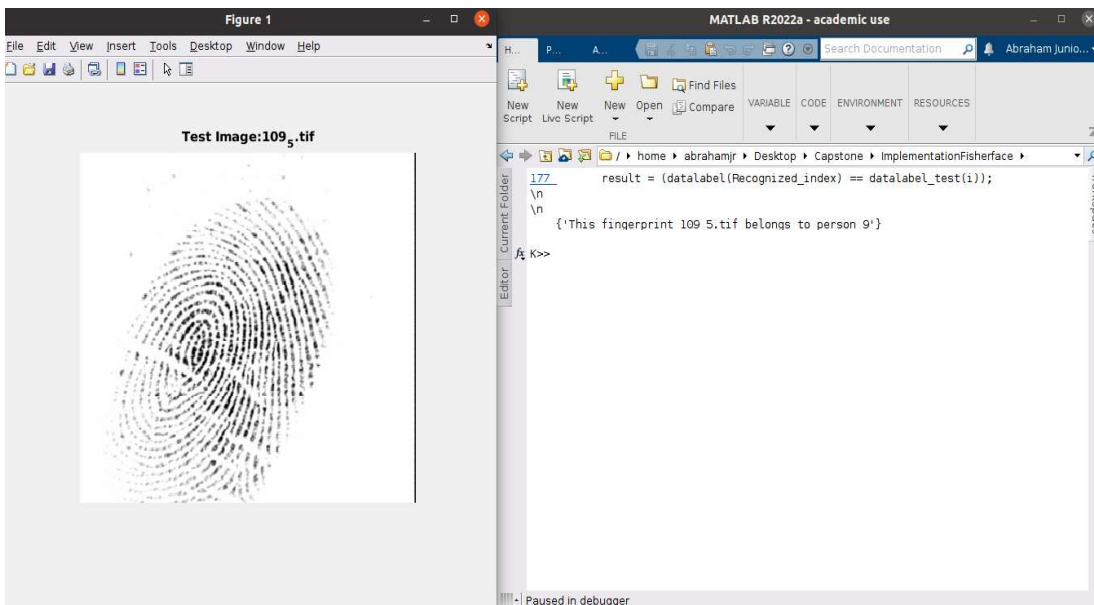 Figure 1
File Edit View Insert Tools Desktop Window Help
Test Image:109₅.tif
MATLAB R2022a - academic use
H... P... A... Search Documentation Abraham Junio...
New Script New Live Script New Open Find Files Compare VARIABLE CODE ENVIRONMENT RESOURCES
FILE
/ home abrahamjr Desktop Capstone ImplementationFisherface
Current Folder
Editor
177 result = (datalabel(Recognized_index) == datalabel_test(i));
\n
\n
{'This fingerprint 109 5.tif belongs to person 9'}
fx K>>
Paused in debugger